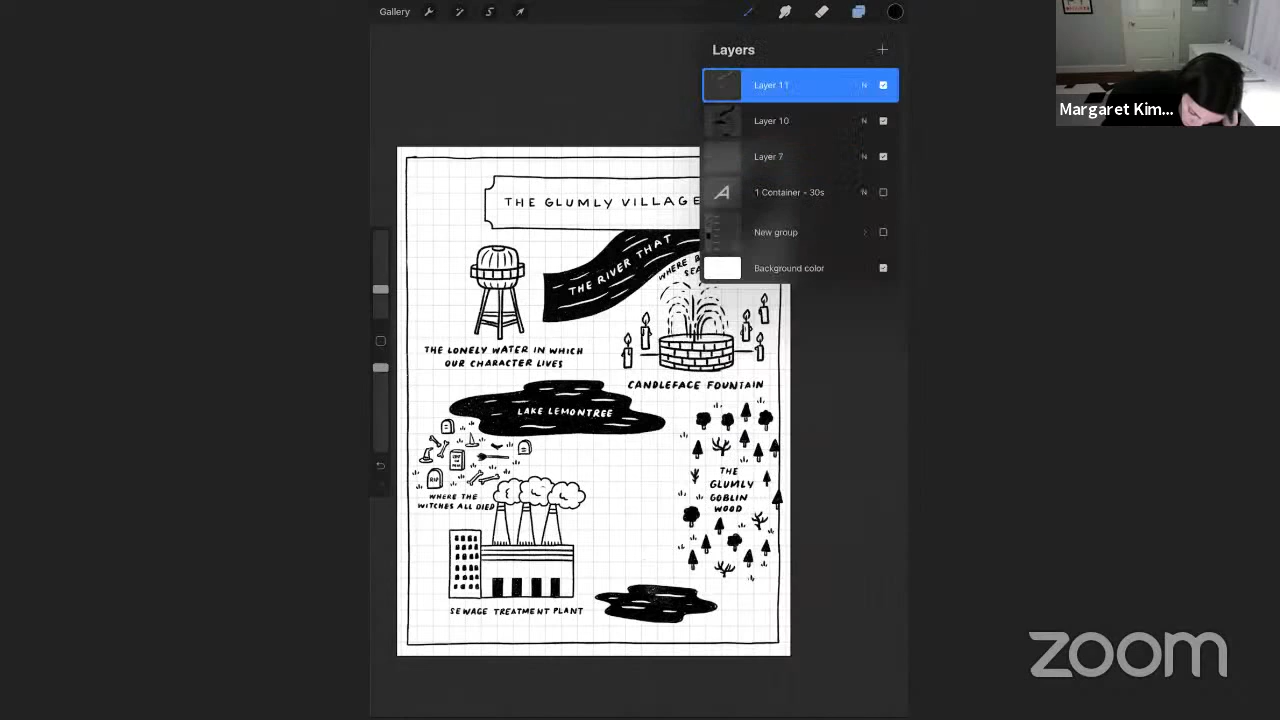 Gallery
Layers
Layer 11
N
Layer 10
N
Layer 7
N
1 Container - 30s
N
New group
Background color
Margaret Kim...
THE GLUMLY VILLAGE
THE RIVER THAT
WHERE
THE LONELY WATER IN WHICH
OUR CHARACTER LIVES
CANDLEFACE FOUNTAIN
LAKE LEMONTREE
RIP
WHERE THE
WITCHES ALL DIED
THE
GLUMLY
GOBLIN
WOOD
SEWAGE TREATMENT PLANT
zoom